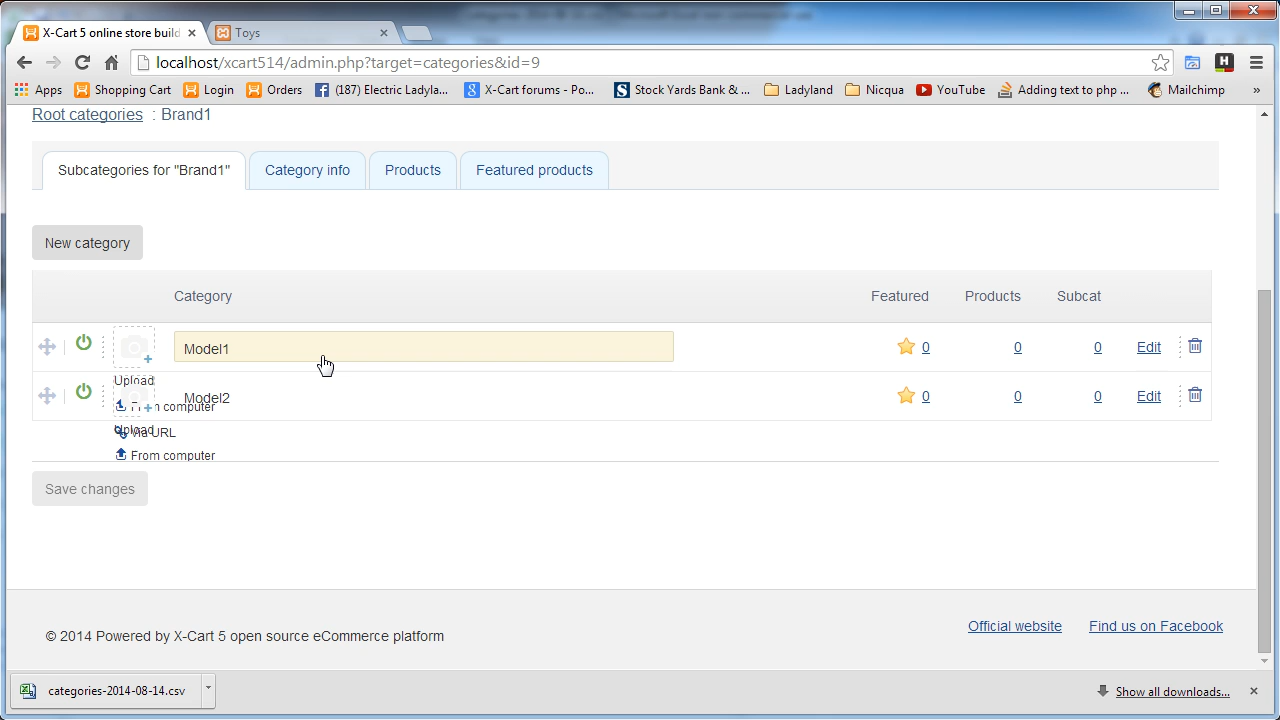 X-Cart 5 online store build
Toys
localhost/xcart514/admin.php?target=categories&id=9
Apps Shopping Cart Login Orders (187) Electric Ladyla... X-Cart forums - Po... Stock Yards Bank & ... Ladyland Nicqua YouTube Adding text to php ... Mailchimp »
Root categories : Brand1
Subcategories for "Brand1" Category info Products Featured products
New category
Category Featured Products Subcat
Model1 0 0 0 Edit
Upload
Model2 0 0 0 Edit
From computer
Upload
Via URL
From computer
Save changes
© 2014 Powered by X-Cart 5 open source eCommerce platform
Official website Find us on Facebook
categories-2014-08-14.csv
Show all downloads...